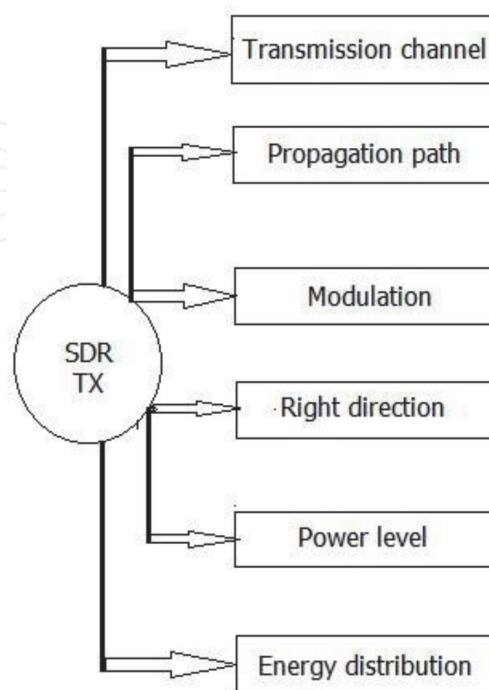 Transmission channel
Propagation path
Modulation
SDR
TX
Right direction
Power level
Energy distribution